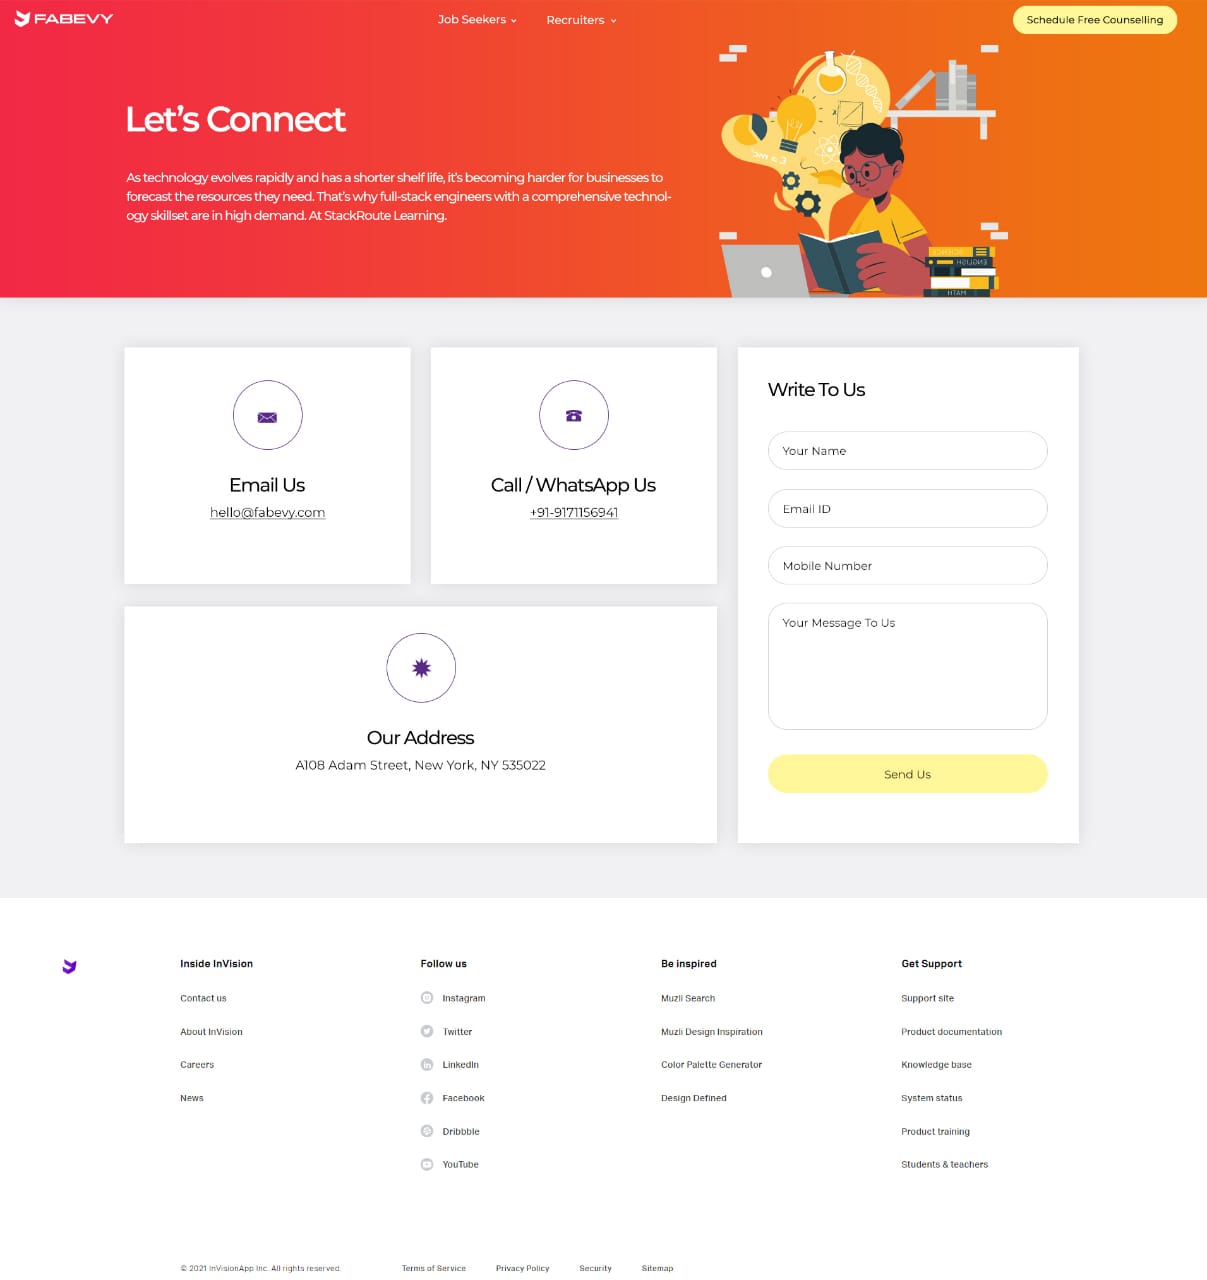 FABEVY
Job Seekers
Recruiters
Schedule Free Counselling
Let's Connect
As technology evolves rapidly and has a shorter shelf life, it's becoming harder for businesses to
forecast the resources they need. That's why full-stack engineers with a comprehensive technol-
ogy skillset are in high demand. At StackRoute Learning.
SCIENCE
ENGLISH
MATH
Email Us
hello@fabevy.com
Call / WhatsApp Us
+91-9171156941
Our Address
A108 Adam Street, New York, NY 535022
Write To Us
Your Name
Email ID
Mobile Number
Your Message To Us
Send Us
Inside InVision
Contact us
About InVision
Careers
News
Follow us
Instagram
Twitter
LinkedIn
Facebook
Dribbble
YouTube
Be inspired
Muzli Search
Muzli Design Inspiration
Color Palette Generator
Design Defined
Get Support
Support site
Product documentation
Knowledge base
System status
Product training
Students & teachers
© 2021 InVisionApp Inc. All rights reserved.
Terms of Service
Privacy Policy
Security
Sitemap